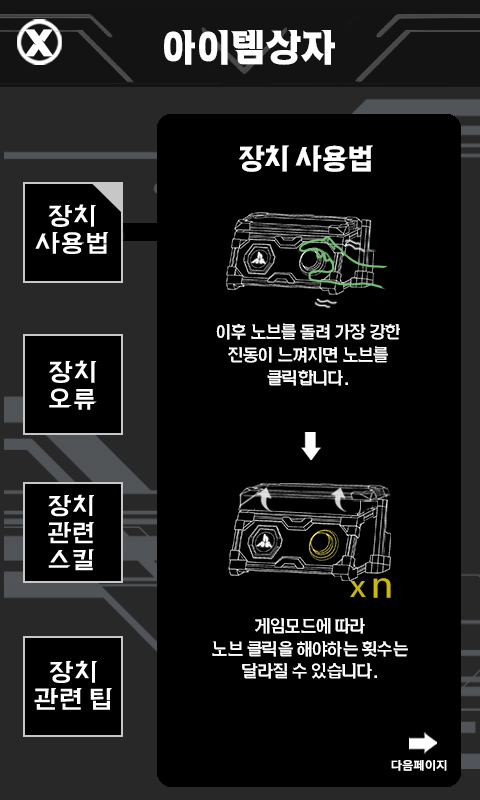 X
아이템상자
장치
사용법
장치
오류
장치
관련
스킬
장치
관련 팁
장치 사용법
이후 노브를 돌려 가장 강한
진동이 느껴지면 노브를
클릭합니다.
x n
게임모드에 따라
노브 클릭을 해야하는 횟수는
달라질 수 있습니다.
다음페이지